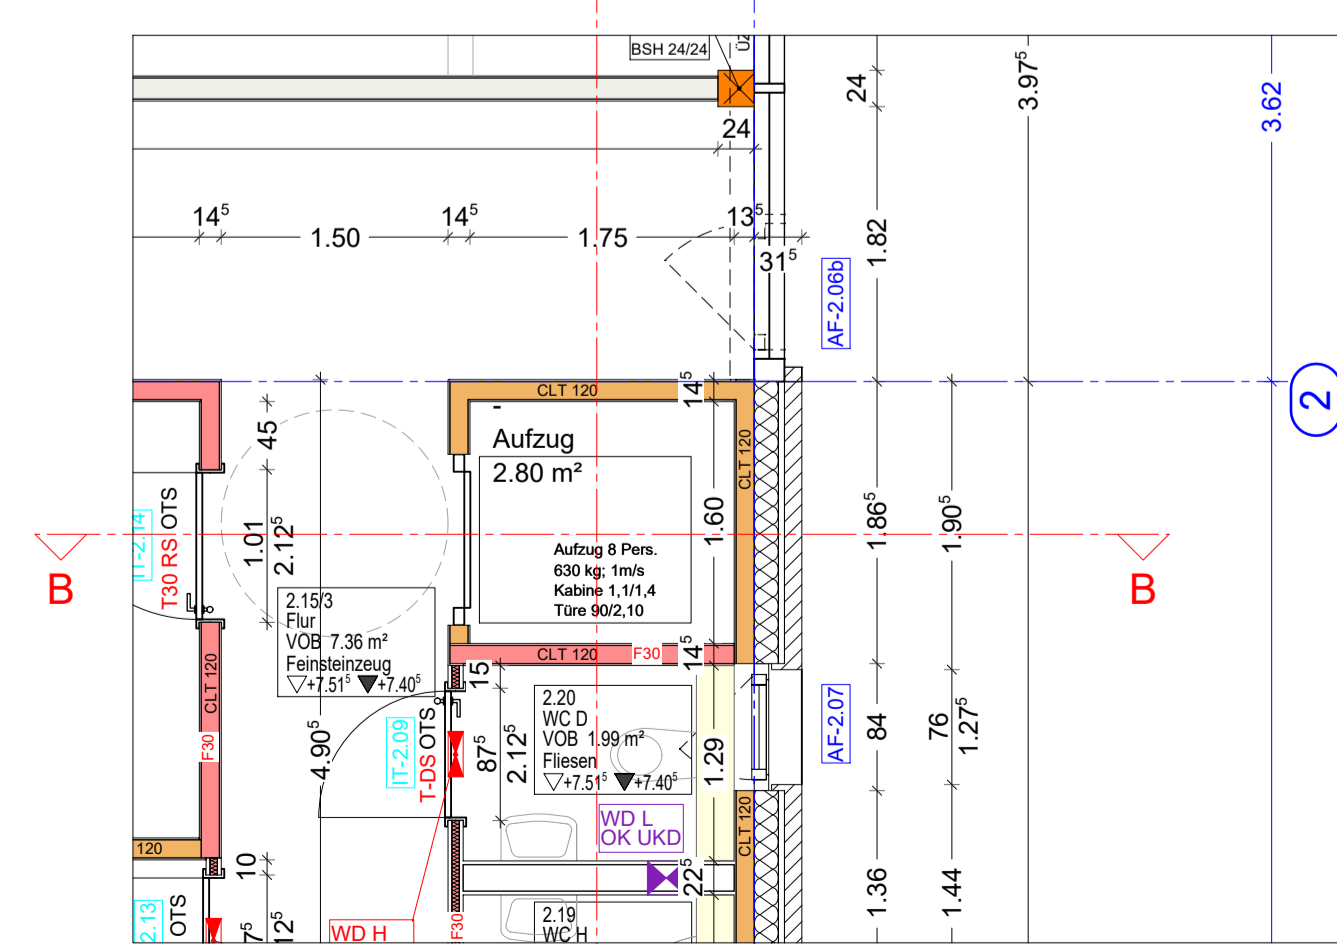 BSH 24/24
ÜZ
24
24
3.97⁵
3.62
14⁵
1.50
14⁵
1.75
13⁵
31⁵
1.82
AF-2.06b
CLT 120
14⁵
2
45
Aufzug
2.80 m²
CLT 120
IT-2.14
T30 RS OTS
1.01
2.12⁵
1.60
1.86⁵
1.90⁵
Aufzug 8 Pers.
630 kg; 1m/s
Kabine 1,1/1,4
Türe 90/2,10
B
B
2.15/3
Flur
VOB 7.36 m²
Feinsteinzeug
+7.51⁵ +7.40⁵
CLT 120
F30
14⁵
CLT 120
F30
15
4.90⁵
IT-2.09
T-DS OTS
87⁵
2.12⁵
2.20
WC D
VOB 1.99 m²
Fliesen
+7.51⁵ +7.40⁵
1.29
AF-2.07
84
76
1.27⁵
WD L
OK UKD
CLT 120
120
10
22⁵
1.36
1.44
2.13
OTS
7⁵
12⁵
WD H
F30
2.19
WC H